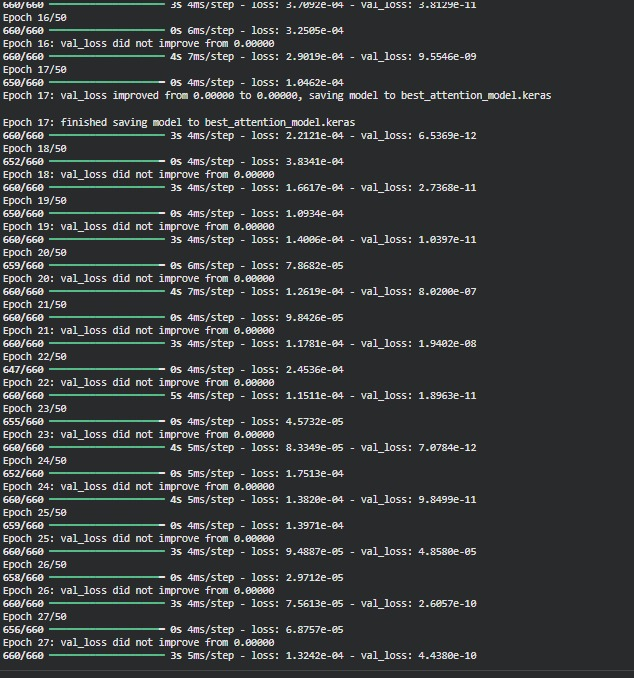 660/660 ━━━━━━━━━━━━━━━━━━━━ 3s 4ms/step - loss: 3.7092e-04 - val_loss: 3.8129e-11
Epoch 16/50
660/660 ━━━━━━━━━━━━━━━━━━━━ 0s 6ms/step - loss: 3.2505e-04
Epoch 16: val_loss did not improve from 0.00000
660/660 ━━━━━━━━━━━━━━━━━━━━ 4s 7ms/step - loss: 2.9019e-04 - val_loss: 9.5546e-09
Epoch 17/50
650/660 ━━━━━━━━━━━━━━━━━━━━ 0s 4ms/step - loss: 1.0462e-04
Epoch 17: val_loss improved from 0.00000 to 0.00000, saving model to best_attention_model.keras
Epoch 17: finished saving model to best_attention_model.keras
660/660 ━━━━━━━━━━━━━━━━━━━━ 3s 4ms/step - loss: 2.2121e-04 - val_loss: 6.5369e-12
Epoch 18/50
652/660 ━━━━━━━━━━━━━━━━━━━━ 0s 4ms/step - loss: 3.8341e-04
Epoch 18: val_loss did not improve from 0.00000
660/660 ━━━━━━━━━━━━━━━━━━━━ 3s 4ms/step - loss: 1.6617e-04 - val_loss: 2.7368e-11
Epoch 19/50
650/660 ━━━━━━━━━━━━━━━━━━━━ 0s 4ms/step - loss: 1.0934e-04
Epoch 19: val_loss did not improve from 0.00000
660/660 ━━━━━━━━━━━━━━━━━━━━ 3s 4ms/step - loss: 1.4006e-04 - val_loss: 1.0397e-11
Epoch 20/50
659/660 ━━━━━━━━━━━━━━━━━━━━ 0s 6ms/step - loss: 7.8682e-05
Epoch 20: val_loss did not improve from 0.00000
660/660 ━━━━━━━━━━━━━━━━━━━━ 4s 7ms/step - loss: 1.2619e-04 - val_loss: 8.0200e-07
Epoch 21/50
660/660 ━━━━━━━━━━━━━━━━━━━━ 0s 4ms/step - loss: 9.8426e-05
Epoch 21: val_loss did not improve from 0.00000
660/660 ━━━━━━━━━━━━━━━━━━━━ 3s 4ms/step - loss: 1.1781e-04 - val_loss: 1.9402e-08
Epoch 22/50
647/660 ━━━━━━━━━━━━━━━━━━━━ 0s 4ms/step - loss: 2.4536e-04
Epoch 22: val_loss did not improve from 0.00000
660/660 ━━━━━━━━━━━━━━━━━━━━ 5s 4ms/step - loss: 1.1511e-04 - val_loss: 1.8963e-11
Epoch 23/50
655/660 ━━━━━━━━━━━━━━━━━━━━ 0s 4ms/step - loss: 4.5732e-05
Epoch 23: val_loss did not improve from 0.00000
660/660 ━━━━━━━━━━━━━━━━━━━━ 4s 5ms/step - loss: 8.3349e-05 - val_loss: 7.0784e-12
Epoch 24/50
652/660 ━━━━━━━━━━━━━━━━━━━━ 0s 5ms/step - loss: 1.7513e-04
Epoch 24: val_loss did not improve from 0.00000
660/660 ━━━━━━━━━━━━━━━━━━━━ 4s 5ms/step - loss: 1.3820e-04 - val_loss: 9.8499e-11
Epoch 25/50
659/660 ━━━━━━━━━━━━━━━━━━━━ 0s 4ms/step - loss: 1.3971e-04
Epoch 25: val_loss did not improve from 0.00000
660/660 ━━━━━━━━━━━━━━━━━━━━ 3s 4ms/step - loss: 9.4887e-05 - val_loss: 4.8580e-05
Epoch 26/50
658/660 ━━━━━━━━━━━━━━━━━━━━ 0s 4ms/step - loss: 2.9712e-05
Epoch 26: val_loss did not improve from 0.00000
660/660 ━━━━━━━━━━━━━━━━━━━━ 3s 4ms/step - loss: 7.5613e-05 - val_loss: 2.6057e-10
Epoch 27/50
656/660 ━━━━━━━━━━━━━━━━━━━━ 0s 4ms/step - loss: 6.8757e-05
Epoch 27: val_loss did not improve from 0.00000
660/660 ━━━━━━━━━━━━━━━━━━━━ 3s 5ms/step - loss: 1.3242e-04 - val_loss: 4.4380e-10